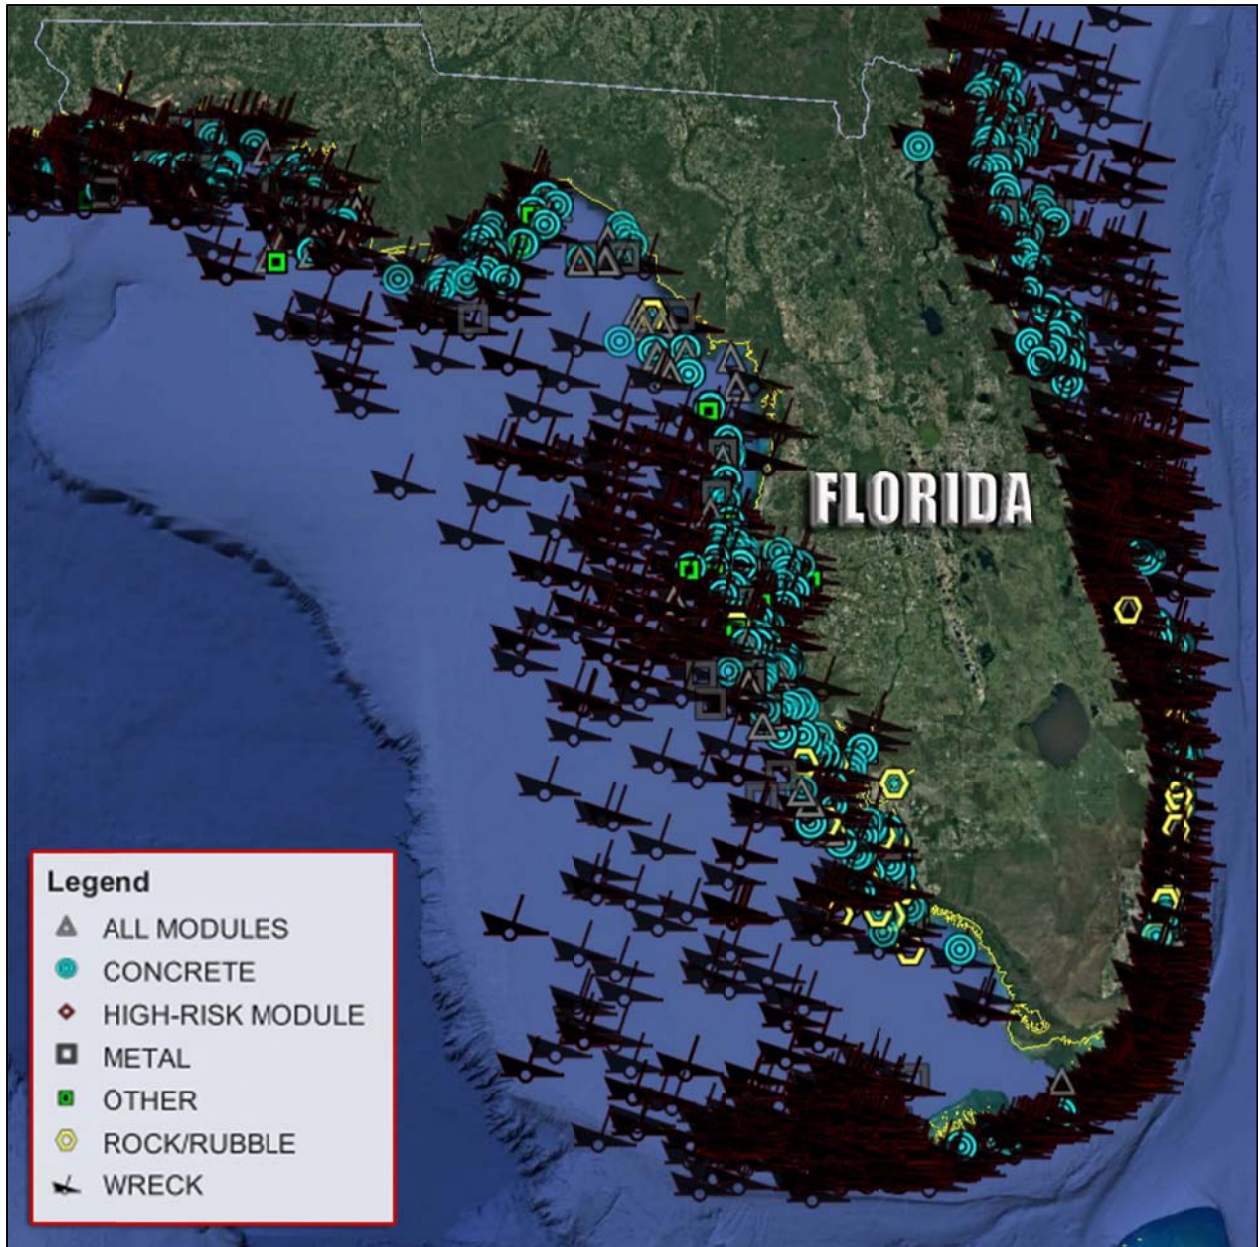 FLORIDA
Legend
ALL MODULES
CONCRETE
HIGH-RISK MODULE
METAL
OTHER
ROCK/RUBBLE
WRECK